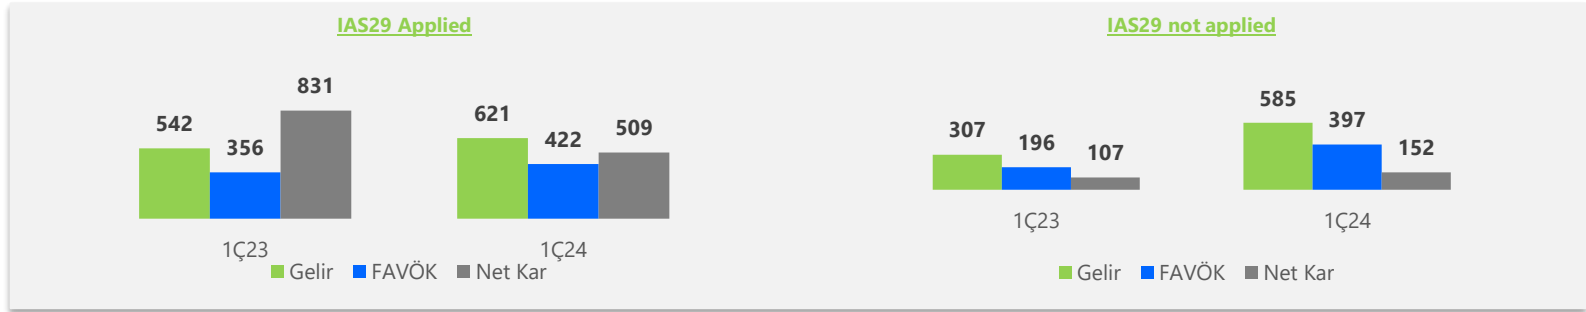 IAS29 Applied
542
356
831
621
422
509
1Ç23
1Ç24
Gelir
FAVÖK
Net Kar
IAS29 not applied
307
196
107
585
397
152
1Ç23
1Ç24
Gelir
FAVÖK
Net Kar